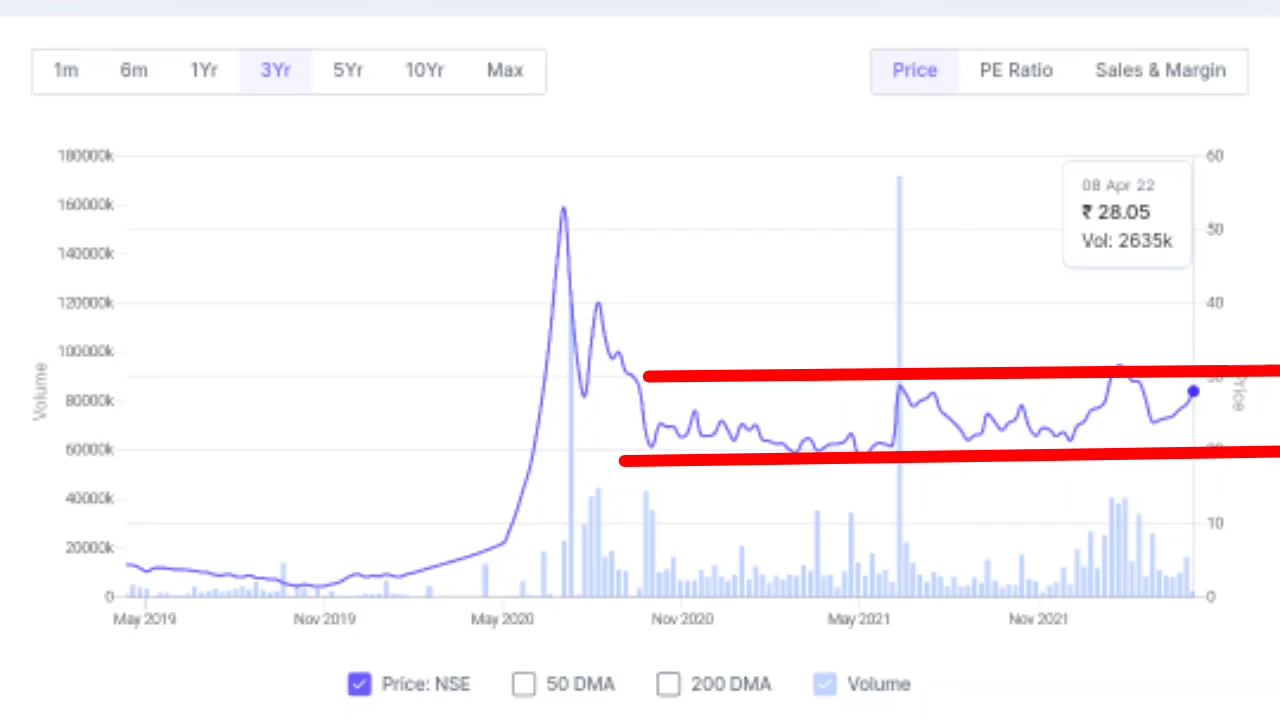 1m 6m 1Yr 3Yr 5Yr 10Yr Max Price PE Ratio Sales & Margin
180000k 60
08 Apr 22
160000k
₹ 28.05
50
Vol: 2635k
140000k
120000k 40
100000k
Volume
80000k
60000k
40000k
10
20000k
0 0
May 2019 Nov 2019 May 2020 Nov 2020 May 2021 Nov 2021
Price: NSE 50 DMA 200 DMA Volume